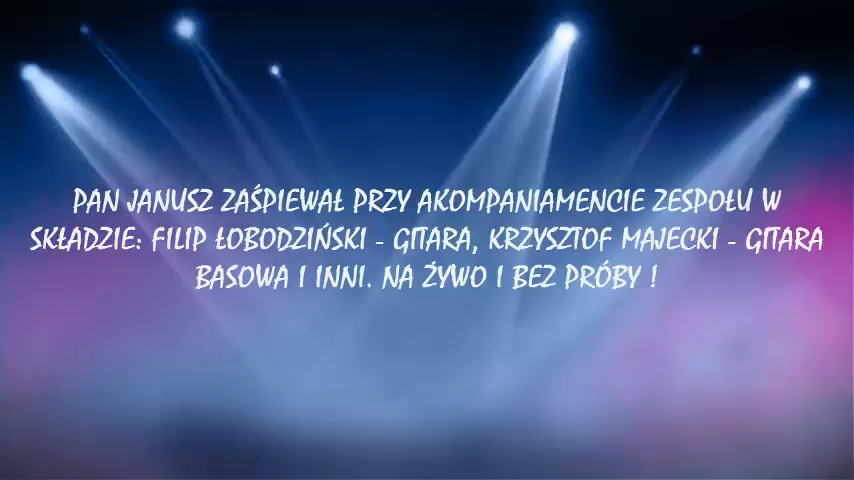 PAN JANUSZ ZAŚPIEWAŁ PRZY AKOMPANIAMENCIE ZESPOŁU W
SKŁADZIE: FILIP ŁOBODZIŃSKI - GITARA, KRZYSZTOF MAJECKI - GITARA
BASOWA I INNI. NA ŻYWO I BEZ PRÓBY !